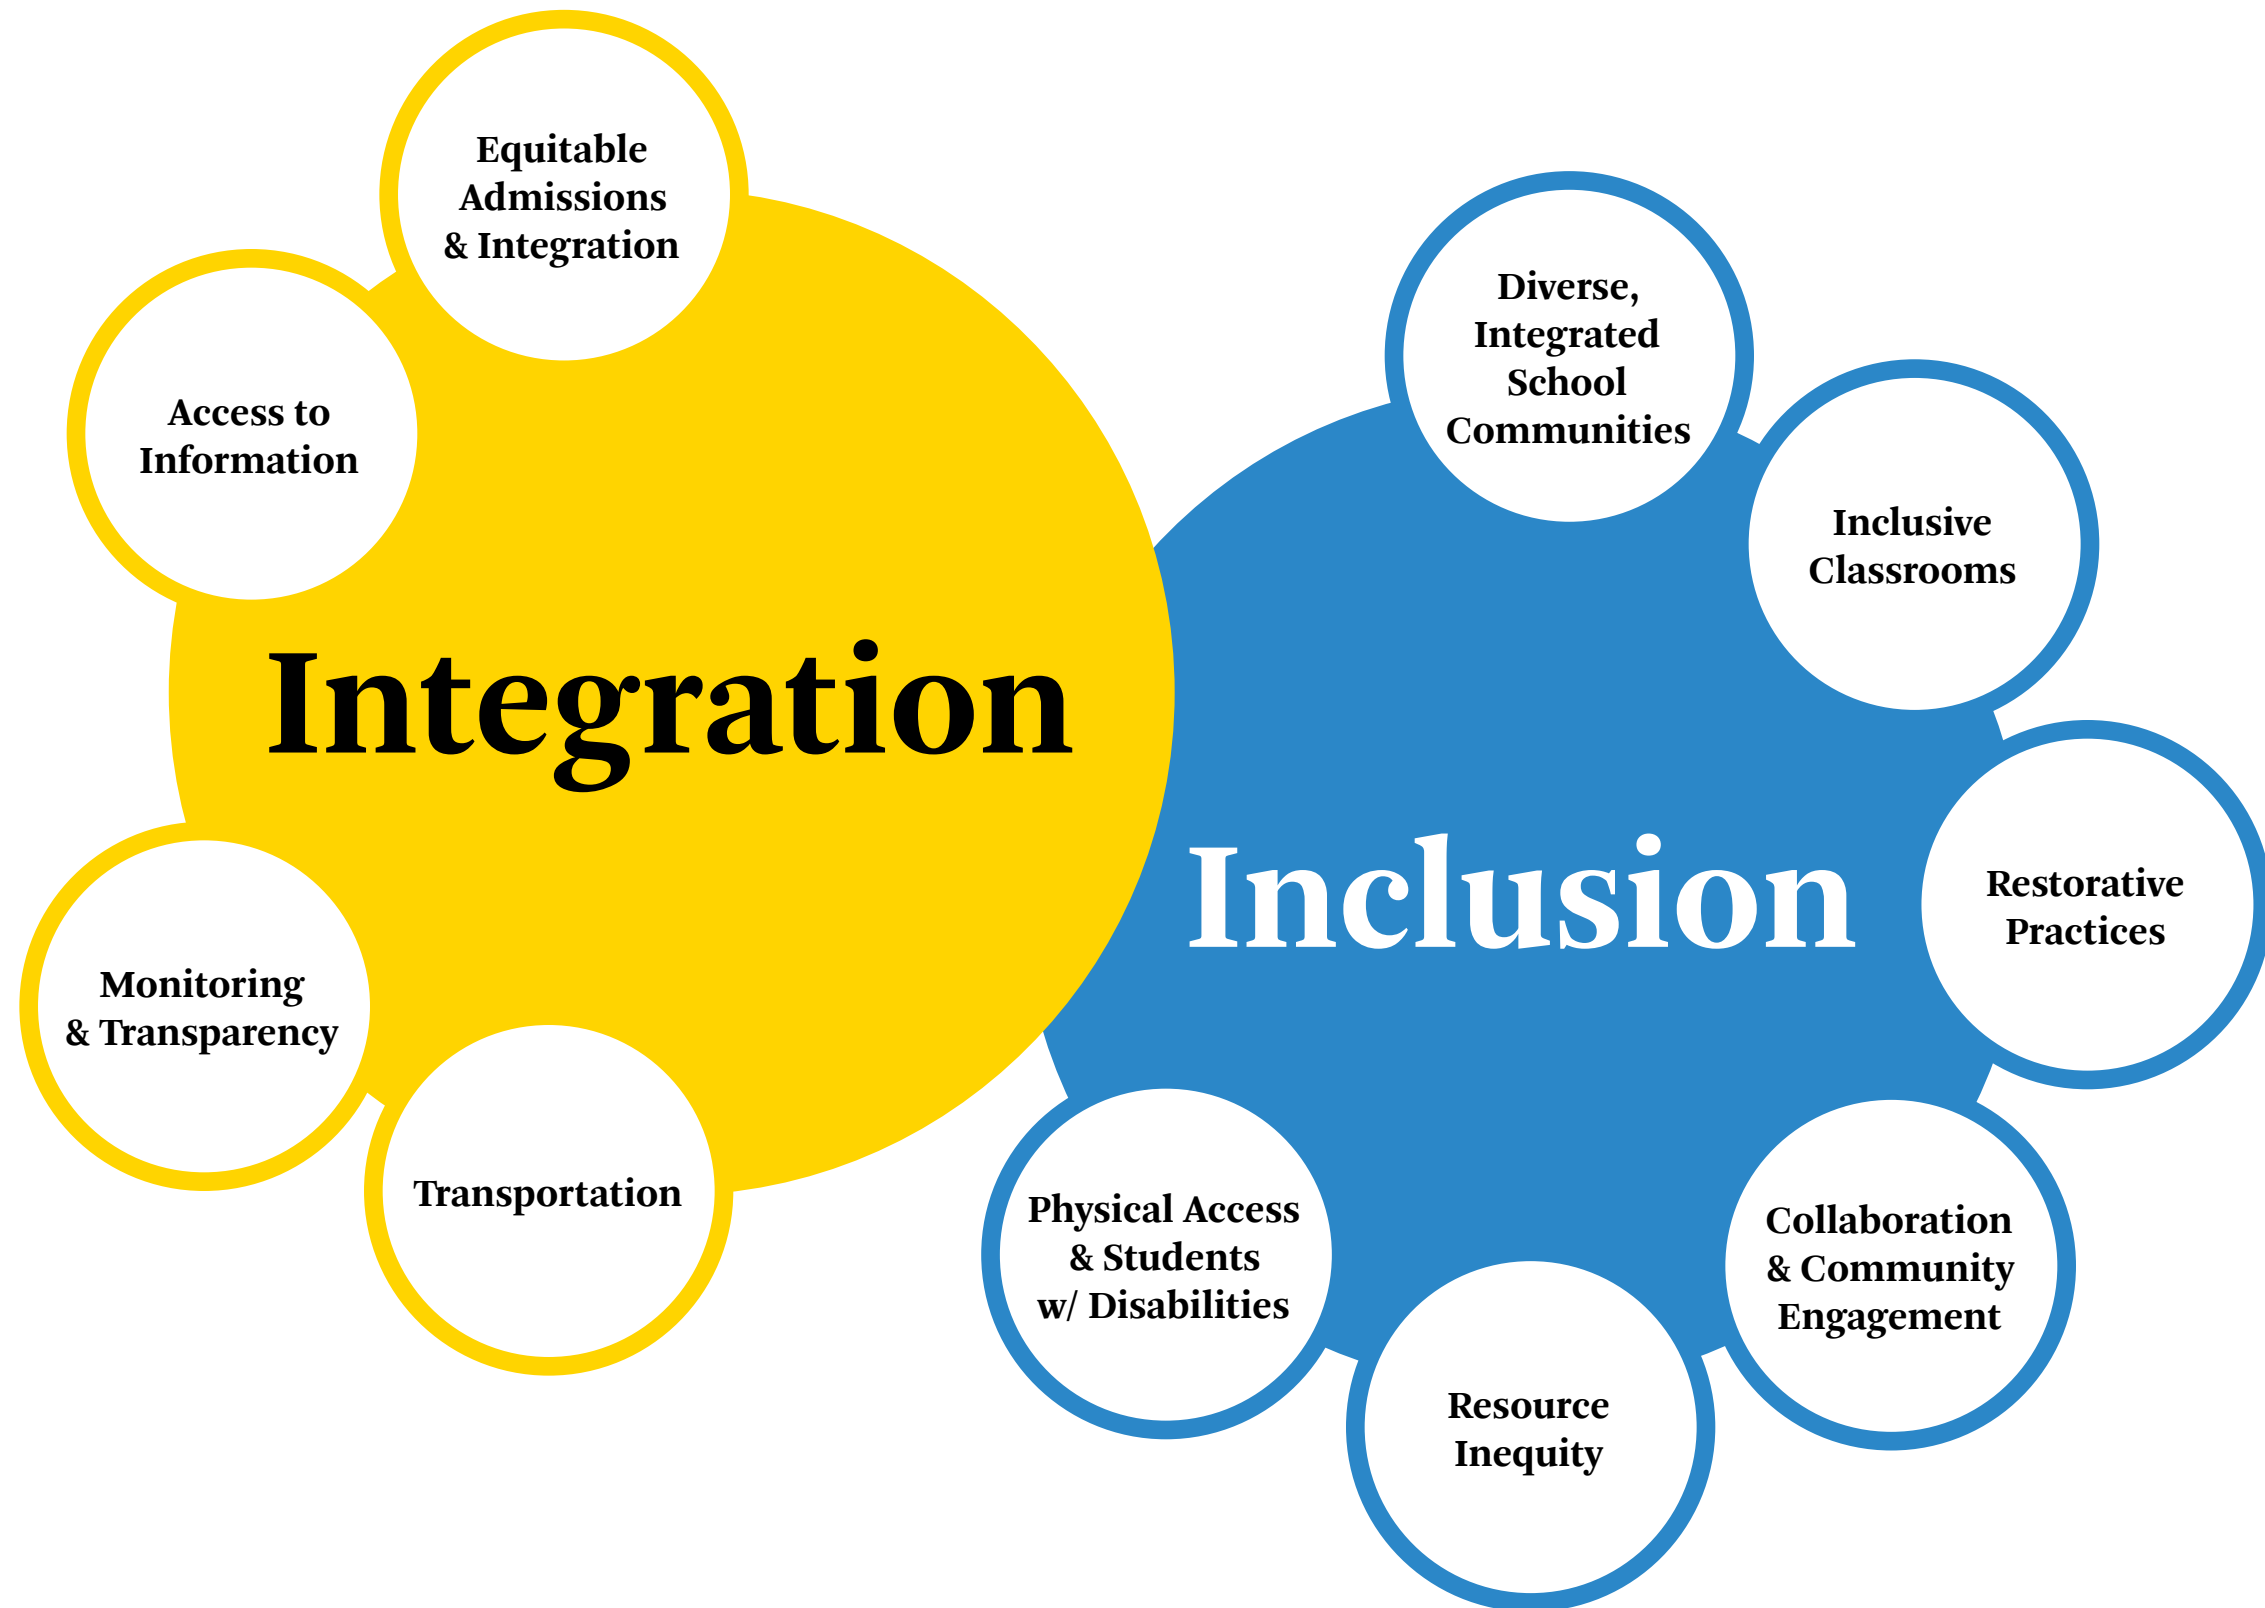 Equitable
Admissions
& Integration
Access to
Information
Integration
Monitoring
& Transparency
Transportation
Diverse,
Integrated
School
Communities
Inclusive
Classrooms
Inclusion
Restorative
Practices
Physical Access
& Students
w/ Disabilities
Collaboration
& Community
Engagement
Resource
Inequity